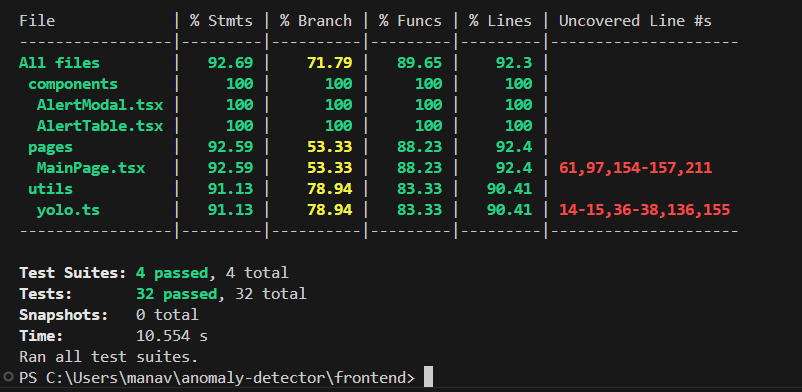 File | % Stmts | % Branch | % Funcs | % Lines | Uncovered Line #s
-----------------|---------|----------|---------|---------|-------------------
All files | 92.69 | 71.79 | 89.65 | 92.3 |
components | 100 | 100 | 100 | 100 |
AlertModal.tsx | 100 | 100 | 100 | 100 |
AlertTable.tsx | 100 | 100 | 100 | 100 |
pages | 92.59 | 53.33 | 88.23 | 92.4 |
MainPage.tsx | 92.59 | 53.33 | 88.23 | 92.4 | 61,97,154-157,211
utils | 91.13 | 78.94 | 83.33 | 90.41 |
yolo.ts | 91.13 | 78.94 | 83.33 | 90.41 | 14-15,36-38,136,155
-----------------|---------|----------|---------|---------|-------------------
Test Suites: 4 passed, 4 total
Tests: 32 passed, 32 total
Snapshots: 0 total
Time: 10.554 s
Ran all test suites.
PS C:\Users\manav\anomaly-detector\frontend>